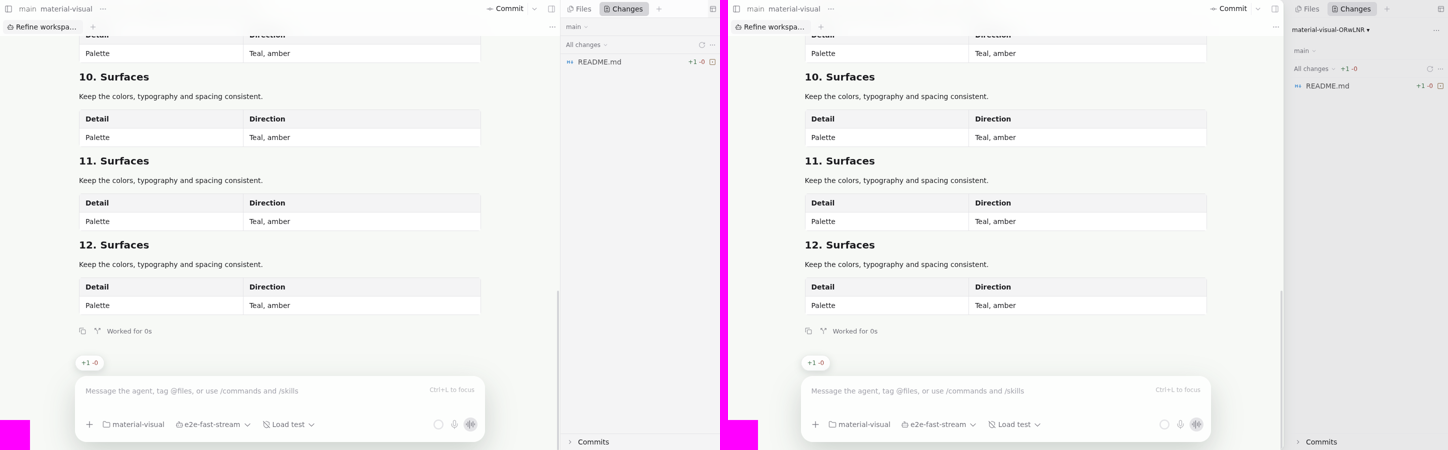 main material-visual ... Commit
Refine workspa... + ...
Detail Direction
Palette Teal, amber
10. Surfaces
Keep the colors, typography and spacing consistent.
Detail Direction
Palette Teal, amber
11. Surfaces
Keep the colors, typography and spacing consistent.
Detail Direction
Palette Teal, amber
12. Surfaces
Keep the colors, typography and spacing consistent.
Detail Direction
Palette Teal, amber
Worked for 0s
+1 -0
Message the agent, tag @files, or use /commands and /skills Ctrl+L to focus
+ material-visual e2e-fast-stream Load test
Files Changes +
main
All changes ...
README.md +1 -0
Commits
main material-visual ... Commit
Refine workspa... + ...
Detail Direction
Palette Teal, amber
10. Surfaces
Keep the colors, typography and spacing consistent.
Detail Direction
Palette Teal, amber
11. Surfaces
Keep the colors, typography and spacing consistent.
Detail Direction
Palette Teal, amber
12. Surfaces
Keep the colors, typography and spacing consistent.
Detail Direction
Palette Teal, amber
Worked for 0s
+1 -0
Message the agent, tag @files, or use /commands and /skills Ctrl+L to focus
+ material-visual e2e-fast-stream Load test
Files Changes +
material-visual-ORwLNR ▾ ...
main
All changes +1 -0 ...
README.md +1 -0
Commits